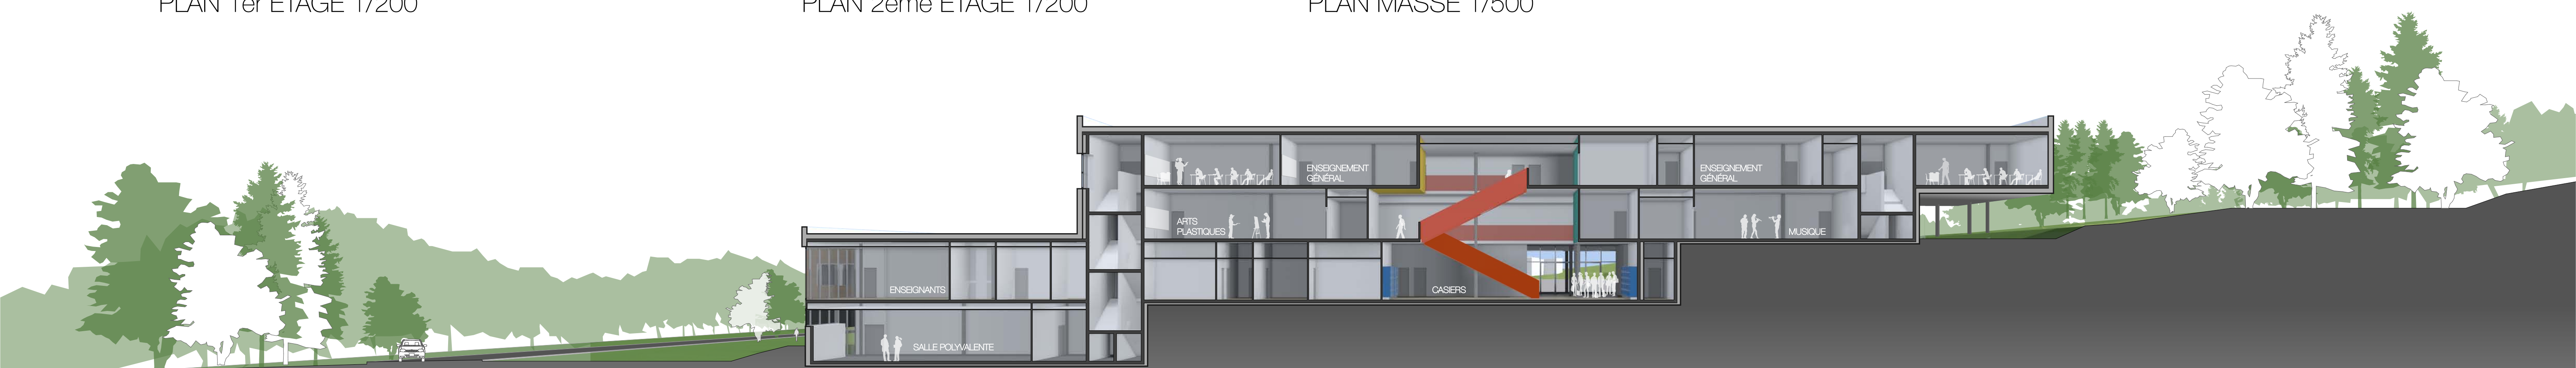 PLAN 1er ETAGE 1/200
PLAN 2ème ETAGE 1/200
PLAN MASSE 1/500
ENSEIGNEMENT
GÉNÉRAL
ENSEIGNEMENT
GÉNÉRAL
ARTS
PLASTIQUES
MUSIQUE
ENSEIGNANTS
CASIERS
SALLE POLYVALENTE